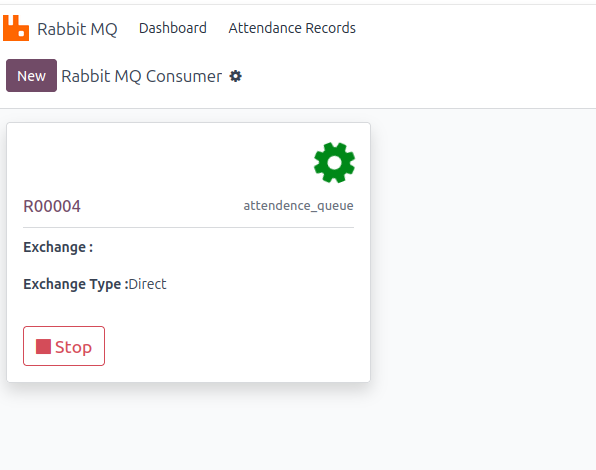 Rabbit MQ Dashboard Attendance Records
New Rabbit MQ Consumer
R00004 attendence_queue
Exchange :
Exchange Type :Direct
Stop